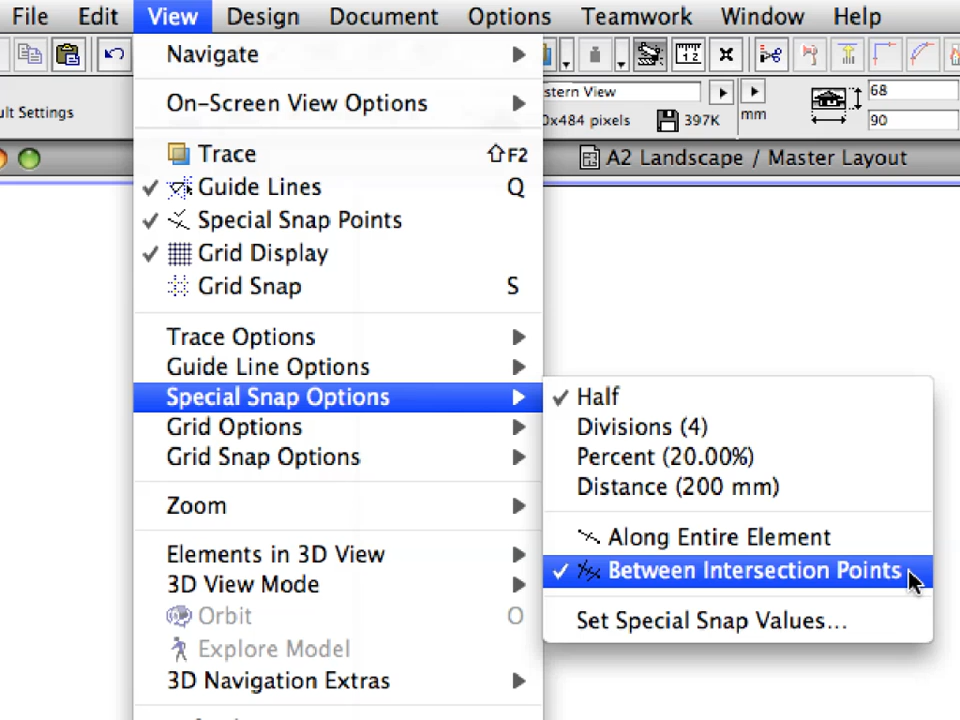 File Edit View Design Document Options Teamwork Window Help
ult Settings
stern View
0x484 pixels 397K
mm
68
90
A2 Landscape / Master Layout
Navigate
On-Screen View Options
Trace ⇧F2
Guide Lines Q
Special Snap Points
Grid Display
Grid Snap S
Trace Options
Guide Line Options
Special Snap Options
Grid Options
Grid Snap Options
Zoom
Elements in 3D View
3D View Mode
Orbit O
Explore Model
3D Navigation Extras
Half
Divisions (4)
Percent (20.00%)
Distance (200 mm)
Along Entire Element
Between Intersection Points
Set Special Snap Values...